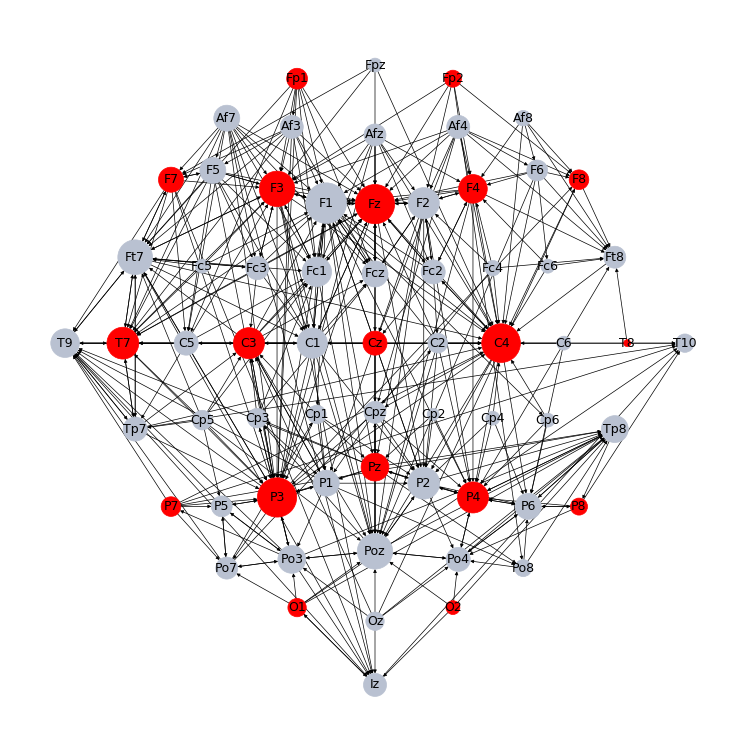 Fpz
Fp1 Fp2
Af7 Af8
Af3 Af4
Afz
F5 F6
F7 F8
F3 F4
F1 Fz F2
Ft7 Ft8
Fc5 Fc3 Fc1 Fcz Fc2 Fc4 Fc6
T9 T7 C5 C3 C1 Cz C2 C4 C6 T8 T10
Cp5 Cp3 Cp1 Cpz Cp2 Cp4 Cp6
Tp7 Tp8
Pz
P1 P2
P3 P4
P7 P5 P6 P8
Poz
Po3 Po4
Po7 Po8
O1 O2
Oz
Iz